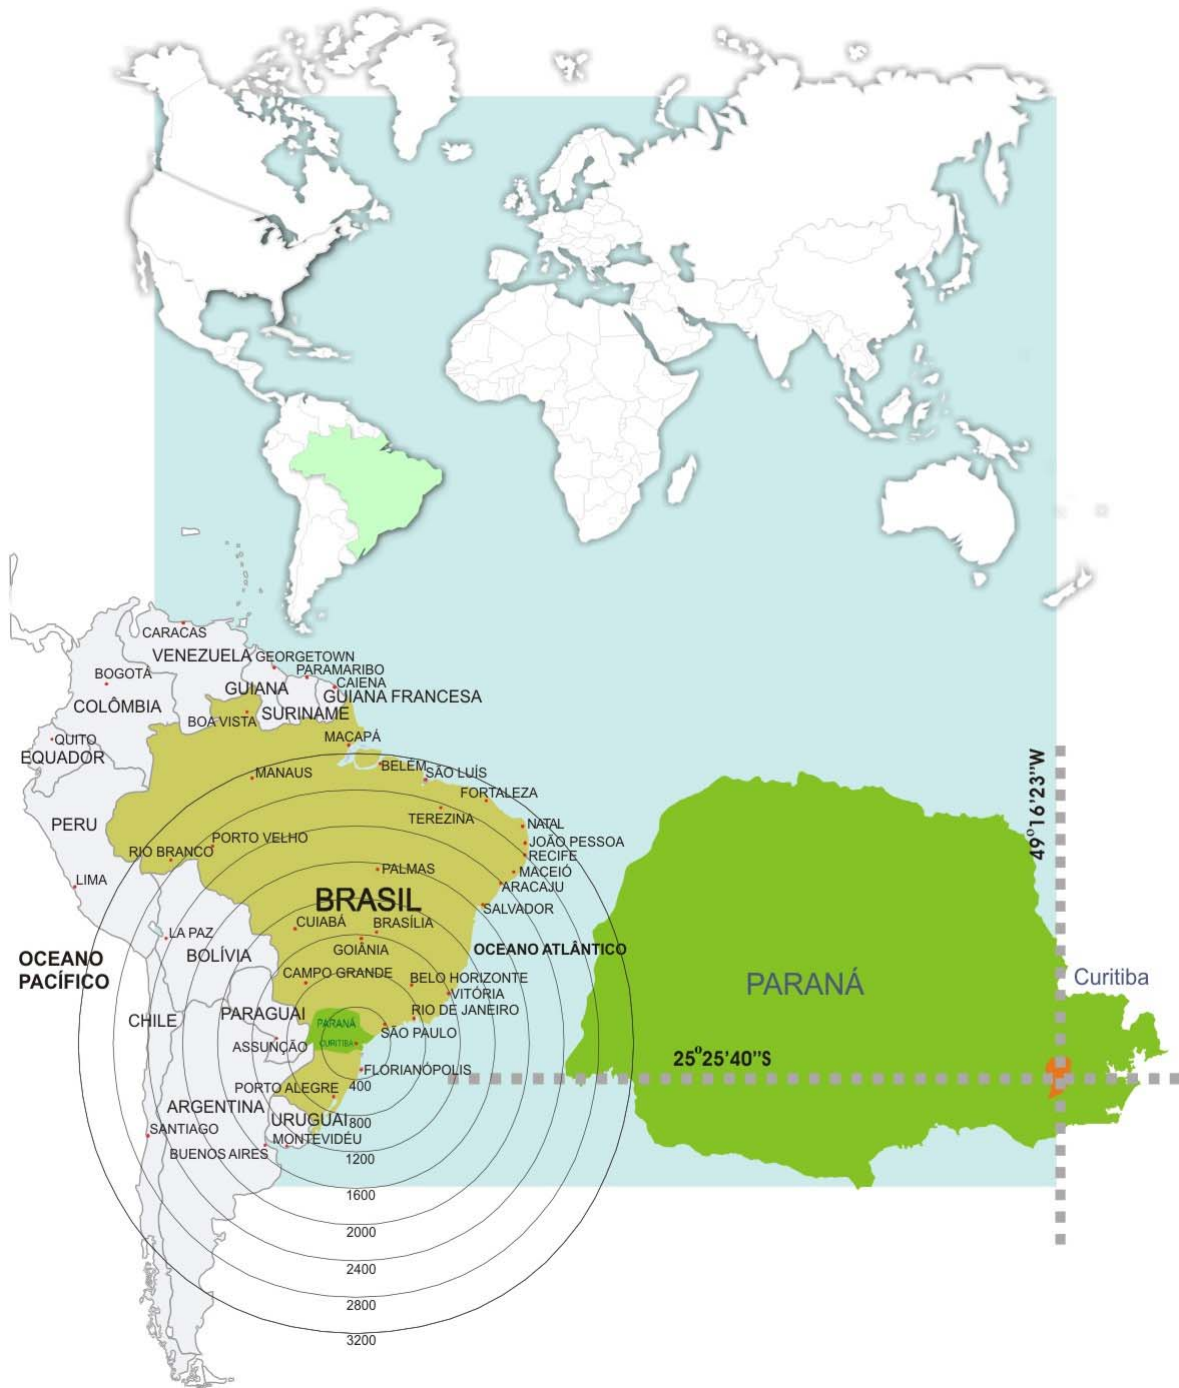 CARACAS
VENEZUELA
GEORGETOWN
PARAMARIBO
BOGOTÁ
CAIENA
GUIANA
GUIANA FRANCESA
COLÔMBIA
SURINAME
BOA VISTA
QUITO
MACAPÁ
EQUADOR
BELÉM
MANAUS
SÃO LUÍS
FORTALEZA
TEREZINA
PERU
NATAL
PORTO VELHO
JOÃO PESSOA
RIO BRANCO
RECIFE
PALMAS
MACEIÓ
LIMA
ARACAJU
BRASIL
SALVADOR
CUIABÁ
BRASÍLIA
LA PAZ
GOIÂNIA
OCEANO ATLÂNTICO
BOLÍVIA
OCEANO
PACÍFICO
CAMPO GRANDE
BELO HORIZONTE
VITÓRIA
PARAGUAI
RIO DE JANEIRO
CHILE
PARANÁ
SÃO PAULO
ASSUNÇÃO
CURITIBA
FLORIANÓPOLIS
400
PORTO ALEGRE
ARGENTINA
URUGUAI
800
SANTIAGO
MONTEVIDÉU
BUENOS AIRES
1200
1600
2000
2400
2800
3200
49º16'23"W
PARANÁ
Curitiba
25º25'40"S